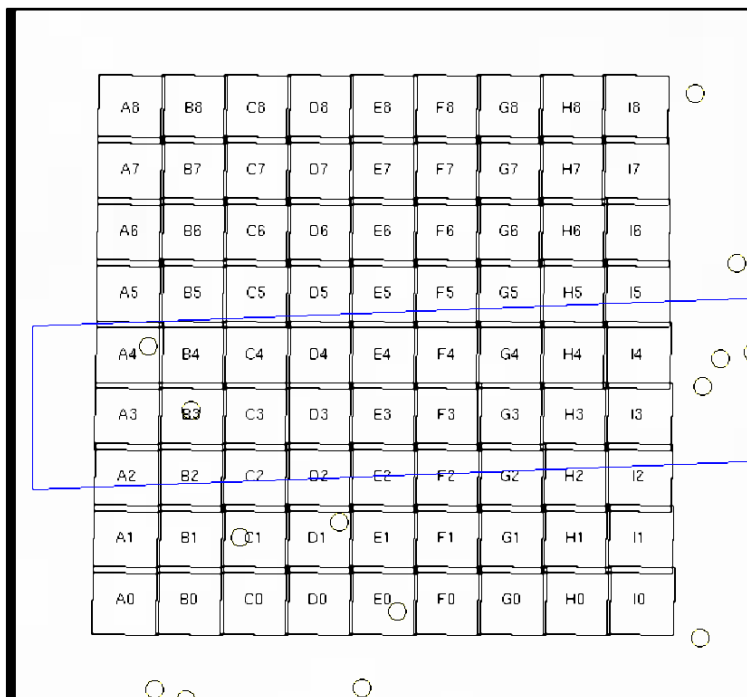 A8 B8 C8 D8 E8 F8 G8 H8 I8
A7 B7 C7 D7 E7 F7 G7 H7 I7
A6 B6 C6 D6 E6 F6 G6 H6 I6
A5 B5 C5 D5 E5 F5 G5 H5 I5
A4 B4 C4 D4 E4 F4 G4 H4 I4
A3 B3 C3 D3 E3 F3 G3 H3 I3
A2 B2 C2 D2 E2 F2 G2 H2 I2
A1 B1 C1 D1 E1 F1 G1 H1 I1
A0 B0 C0 D0 E0 F0 G0 H0 I0